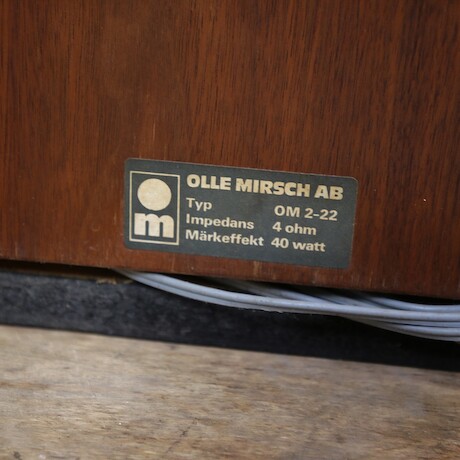 OLLE MIRSCH AB
m
Typ OM 2-22
Impedans 4 ohm
Märkeffekt 40 watt